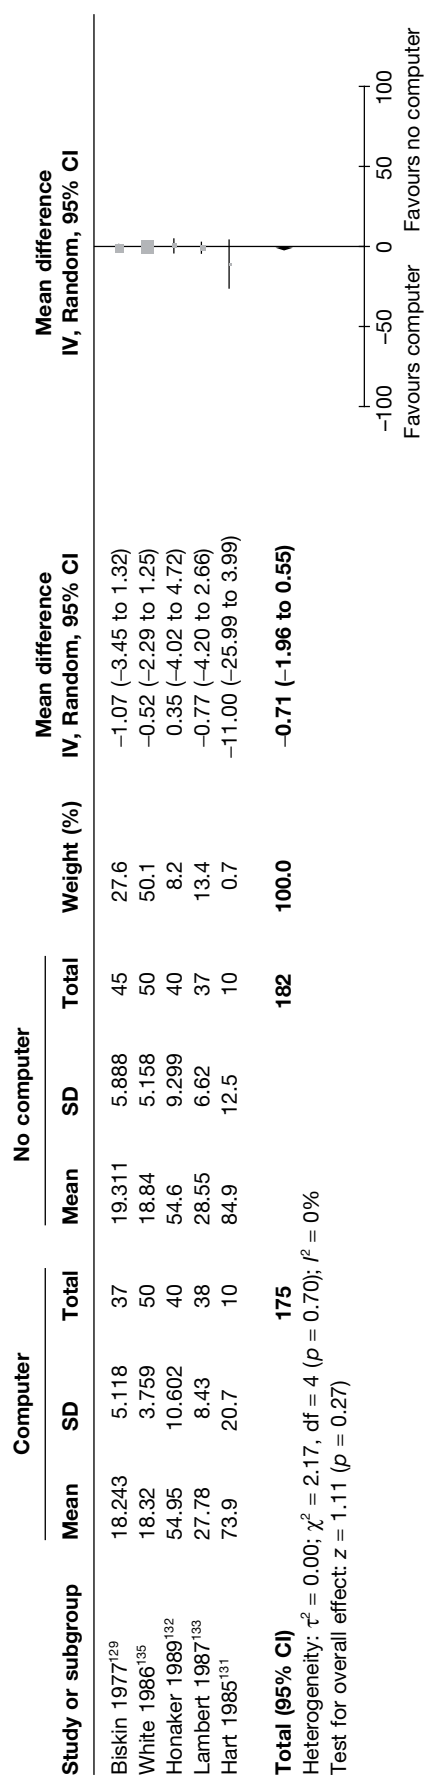 Computer No computer Mean difference Mean difference
Study or subgroup Mean SD Total Mean SD Total Weight (%) IV, Random, 95% CI IV, Random, 95% CI
Biskin 1977¹²⁹ 18.243 5.118 37 19.311 5.888 45 27.6 −1.07 (−3.45 to 1.32)
White 1986¹³⁵ 18.32 3.759 50 18.84 5.158 50 50.1 −0.52 (−2.29 to 1.25)
Honaker 1989¹³² 54.95 10.602 40 54.6 9.299 40 8.2 0.35 (−4.02 to 4.72)
Lambert 1987¹³³ 27.78 8.43 38 28.55 6.62 37 13.4 −0.77 (−4.20 to 2.66)
Hart 1985¹³¹ 73.9 20.7 10 84.9 12.5 10 0.7 −11.00 (−25.99 to 3.99)
Total (95% CI) 175 182 100.0 −0.71 (−1.96 to 0.55)
Heterogeneity: τ² = 0.00; χ² = 2.17, df = 4 (p = 0.70); I² = 0%
Test for overall effect: z = 1.11 (p = 0.27)
−100 −50 0 50 100
Favours computer Favours no computer